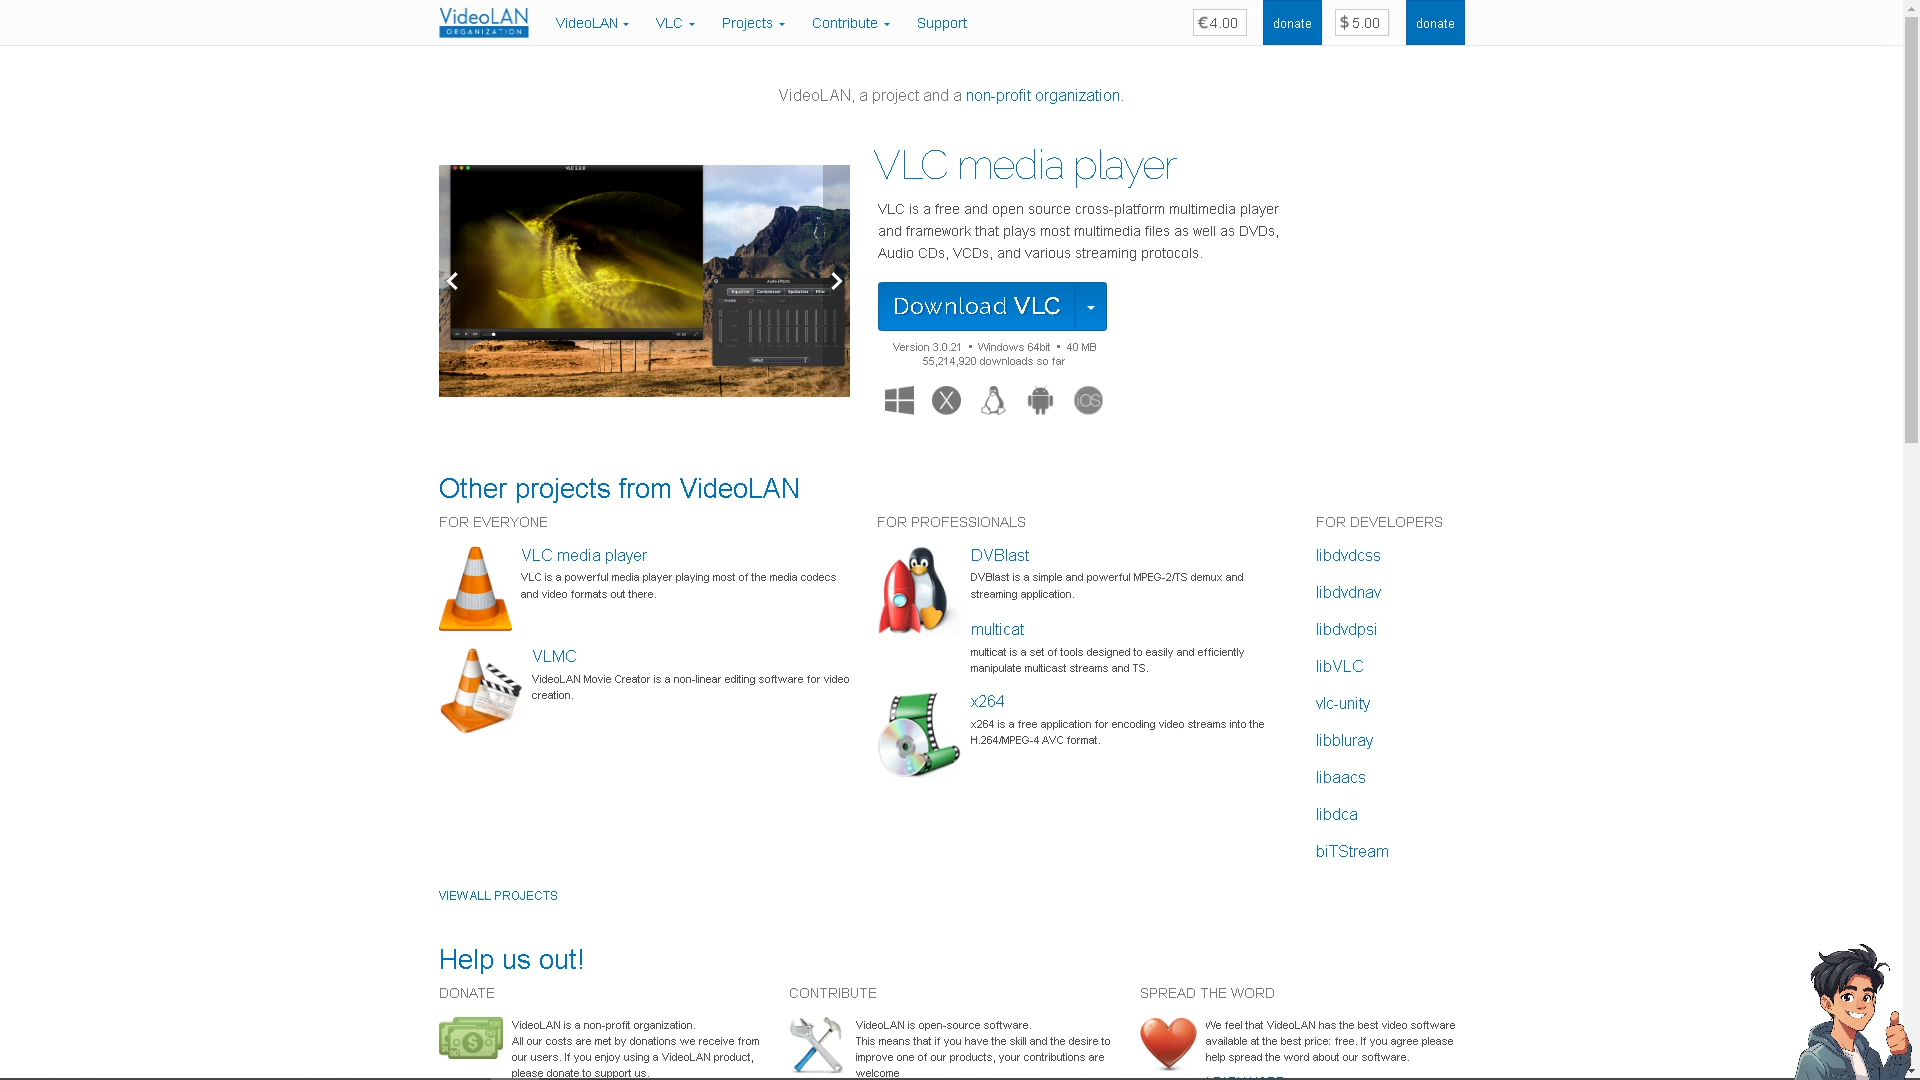 VideoLAN
ORGANIZATION
VideoLAN
VLC
Projects
Contribute
Support
€ 4.00
donate
$ 5.00
donate
VideoLAN, a project and a non-profit organization.
VLC media player
VLC is a free and open source cross-platform multimedia player
and framework that plays most multimedia files as well as DVDs,
Audio CDs, VCDs, and various streaming protocols.
Download VLC
Version 3.0.21 • Windows 64bit • 40 MB
55,214,920 downloads so far
iOS
Other projects from VideoLAN
FOR EVERYONE
VLC media player
VLC is a powerful media player playing most of the media codecs
and video formats out there.
VLMC
VideoLAN Movie Creator is a non-linear editing software for video
creation.
FOR PROFESSIONALS
DVBlast
DVBlast is a simple and powerful MPEG-2/TS demux and
streaming application.
multicat
multicat is a set of tools designed to easily and efficiently
manipulate multicast streams and TS.
x264
x264 is a free application for encoding video streams into the
H.264/MPEG-4 AVC format.
FOR DEVELOPERS
libdvdcss
libdvdnav
libdvdpsi
libVLC
vlc-unity
libbluray
libaacs
libdca
biTStream
VIEW ALL PROJECTS
Help us out!
DONATE
VideoLAN is a non-profit organization.
All our costs are met by donations we receive from
our users. If you enjoy using a VideoLAN product,
please donate to support us.
CONTRIBUTE
VideoLAN is open-source software.
This means that if you have the skill and the desire to
improve one of our products, your contributions are
welcome
SPREAD THE WORD
We feel that VideoLAN has the best video software
available at the best price: free. If you agree please
help spread the word about our software.